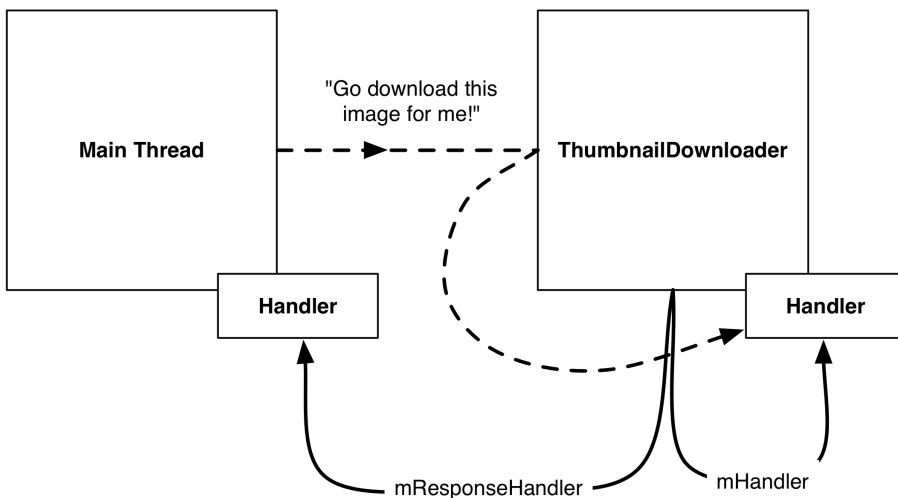 "Go download this
image for me!"
Main Thread
ThumbnailDownloader
Handler
Handler
mResponseHandler
mHandler